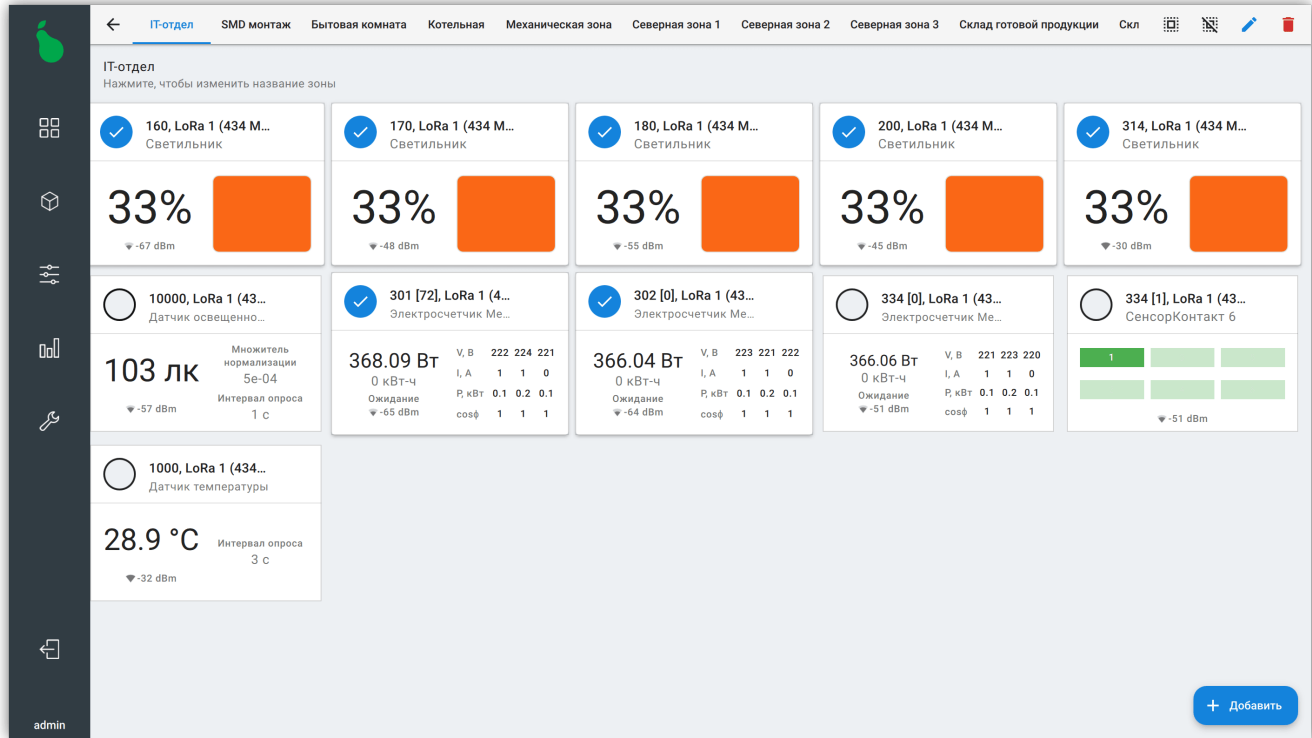 IT-отдел SMD монтаж Бытовая комната Котельная Механическая зона Северная зона 1 Северная зона 2 Северная зона 3 Склад готовой продукции Скл
IT-отдел
Нажмите, чтобы изменить название зоны
160, LoRa 1 (434 М...
Светильник
33%
-67 dBm
170, LoRa 1 (434 М...
Светильник
33%
-48 dBm
180, LoRa 1 (434 М...
Светильник
33%
-55 dBm
200, LoRa 1 (434 М...
Светильник
33%
-45 dBm
314, LoRa 1 (434 М...
Светильник
33%
-30 dBm
10000, LoRa 1 (43...
Датчик освещенно...
103 лк
-57 dBm
Множитель
нормализации
5e-04
Интервал опроса
1 с
301 [72], LoRa 1 (4...
Электросчетчик Ме...
368.09 Вт
0 кВт-ч
Ожидание
-65 dBm
V, В 222 224 221
I, А 1 1 0
P, кВт 0.1 0.2 0.1
cosϕ 1 1 1
302 [0], LoRa 1 (43...
Электросчетчик Ме...
366.04 Вт
0 кВт-ч
Ожидание
-64 dBm
V, В 223 221 222
I, А 1 1 0
P, кВт 0.1 0.2 0.1
cosϕ 1 1 1
334 [0], LoRa 1 (43...
Электросчетчик Ме...
366.06 Вт
0 кВт-ч
Ожидание
-51 dBm
V, В 221 223 220
I, А 1 1 0
P, кВт 0.1 0.2 0.1
cosϕ 1 1 1
334 [1], LoRa 1 (43...
СенсорКонтакт 6
1
-51 dBm
1000, LoRa 1 (434...
Датчик температуры
28.9 °C
-32 dBm
Интервал опроса
3 с
+ Добавить
admin